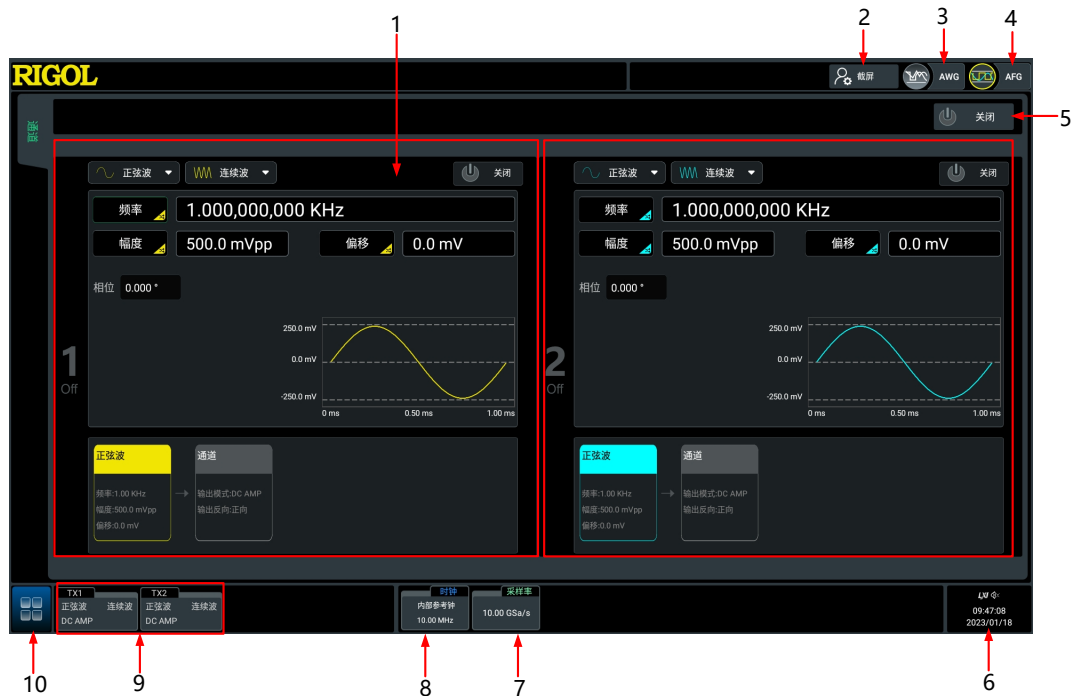 1
2
3
4
RIGOL
截屏
AWG
AFG
通道
关闭
5
正弦波
连续波
关闭
频率
1.000,000,000 KHz
幅度
500.0 mVpp
偏移
0.0 mV
相位
0.000 °
250.0 mV
0.0 mV
-250.0 mV
0 ms
0.50 ms
1.00 ms
1
Off
正弦波
频率:1.00 KHz
幅度:500.0 mVpp
偏移:0.0 mV
通道
输出模式:DC AMP
输出反向:正向
正弦波
连续波
关闭
频率
1.000,000,000 KHz
幅度
500.0 mVpp
偏移
0.0 mV
相位
0.000 °
250.0 mV
0.0 mV
-250.0 mV
0 ms
0.50 ms
1.00 ms
2
Off
正弦波
频率:1.00 KHz
幅度:500.0 mVpp
偏移:0.0 mV
通道
输出模式:DC AMP
输出反向:正向
TX1
正弦波 连续波
DC AMP
TX2
正弦波 连续波
DC AMP
时钟
内部参考钟
10.00 MHz
采样率
10.00 GSa/s
LXI
09:47:08
2023/01/18
10
9
8
7
6